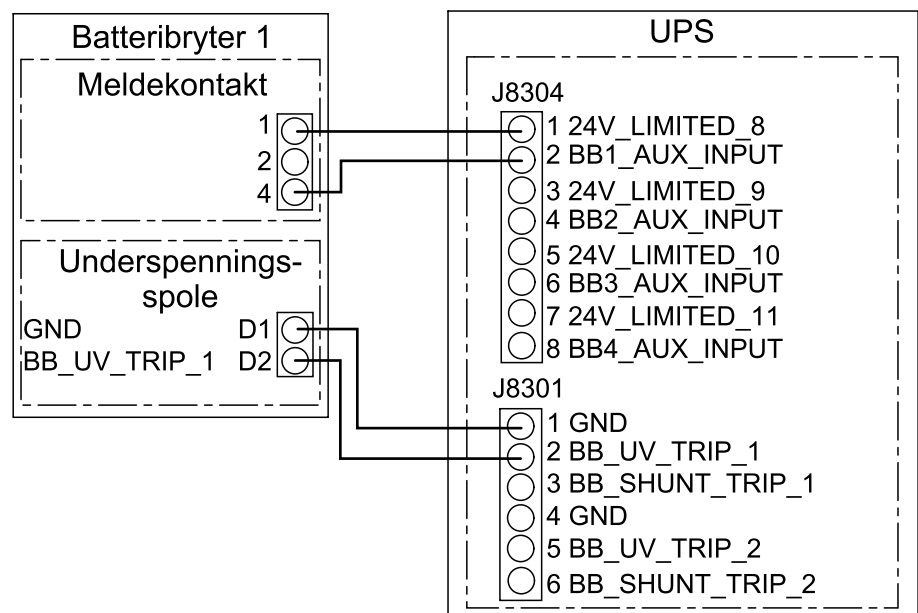 Batteribryter 1
Meldekontakt
1
2
4
Underspennings-
spole
GND D1
BB_UV_TRIP_1 D2
UPS
J8304
1 24V_LIMITED_8
2 BB1_AUX_INPUT
3 24V_LIMITED_9
4 BB2_AUX_INPUT
5 24V_LIMITED_10
6 BB3_AUX_INPUT
7 24V_LIMITED_11
8 BB4_AUX_INPUT
J8301
1 GND
2 BB_UV_TRIP_1
3 BB_SHUNT_TRIP_1
4 GND
5 BB_UV_TRIP_2
6 BB_SHUNT_TRIP_2